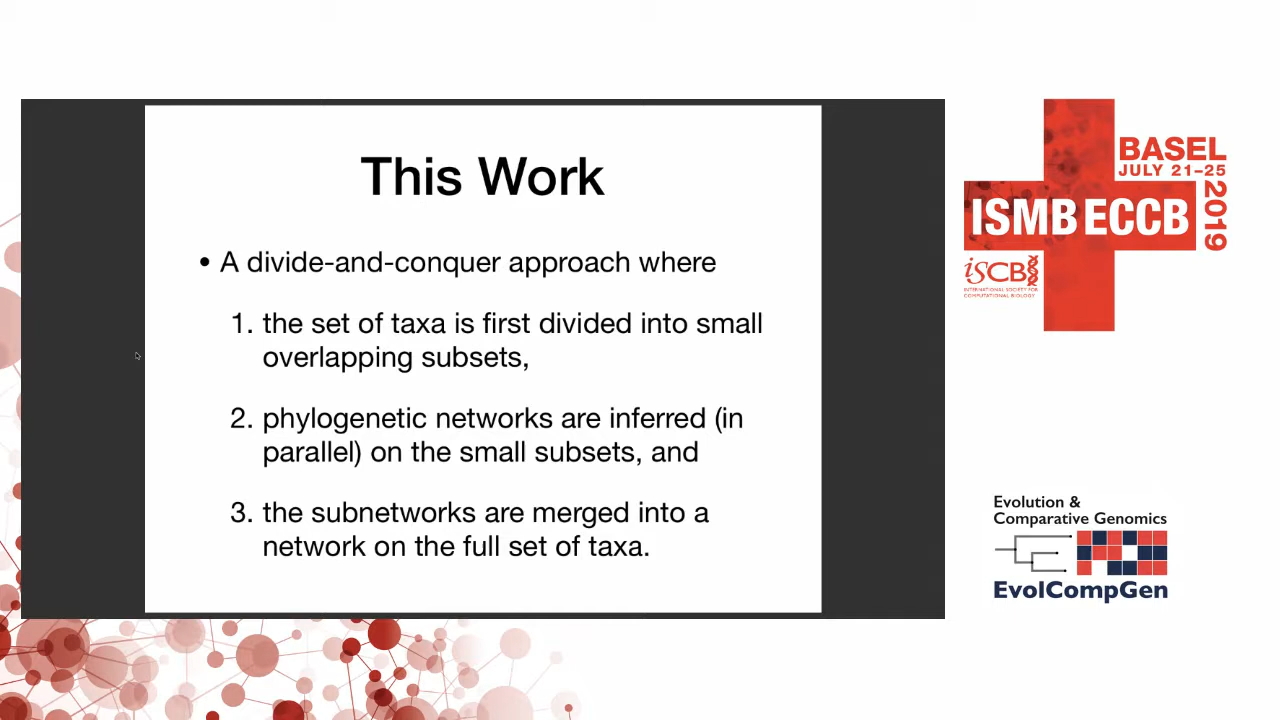 This Work
• A divide-and-conquer approach where
1. the set of taxa is first divided into small
overlapping subsets,
2. phylogenetic networks are inferred (in
parallel) on the small subsets, and
3. the subnetworks are merged into a
network on the full set of taxa.
BASEL
JULY 21–25
2019
ISMB ECCB
iSCB
INTERNATIONAL SOCIETY FOR
COMPUTATIONAL BIOLOGY
Evolution &
Comparative Genomics
EvolCompGen